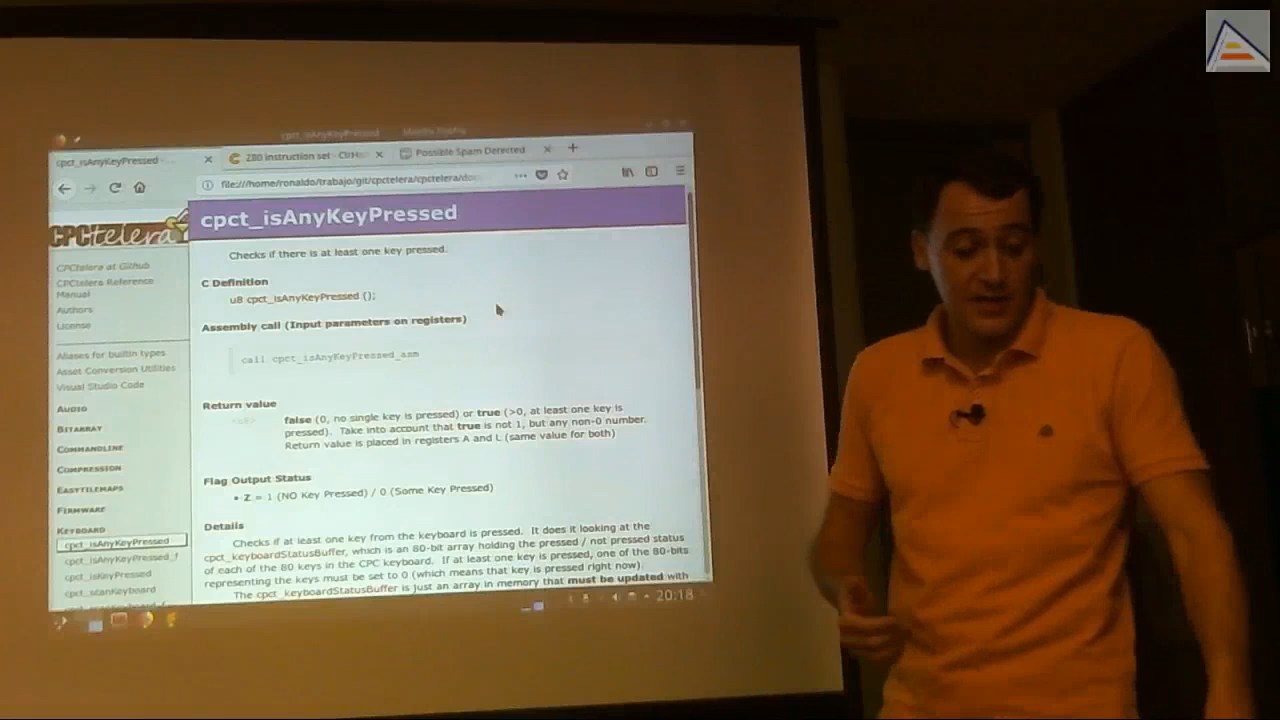 cpct_isAnyKeyPressed
cpct_isAnyKeyPressed - ...
Z80 instruction set - ClrHo
Possible Spam Detected
file:///home/ronaldo/trabajo/git/cpctelera/cpctelera/do
CPCtelera
cpct_isAnyKeyPressed
CPCtelera at Github
CPCtelera Reference
Manual
Authors
License
Aliases for builtin types
Asset Conversion Utilities
Visual Studio Code
AUDIO
BITARRAY
COMMANDLINE
COMPRESSION
EASYTILEMAPS
FIRMWARE
KEYBOARD
cpct_isAnyKeyPressed
cpct_isAnyKeyPressed_f
cpct_isKeyPressed
cpct_scanKeyboard
Checks if there is at least one key pressed.
C Definition
u8 cpct_isAnyKeyPressed ();
Assembly call (Input parameters on registers)
call cpct_isAnyKeyPressed_asm
Return value
<u8> false (0, no single key is pressed) or true (>0, at least one key is
pressed). Take into account that true is not 1, but any non-0 number.
Return value is placed in registers A and L (same value for both)
Flag Output Status
• Z = 1 (NO Key Pressed) / 0 (Some Key Pressed)
Details
Checks if at least one key from the keyboard is pressed. It does it looking at the
cpct_keyboardStatusBuffer, which is an 80-bit array holding the pressed / not pressed status
of each of the 80 keys in the CPC keyboard. If at least one key is pressed, one of the 80-bits
representing the keys must be set to 0 (which means that key is pressed right now).
The cpct_keyboardStatusBuffer is just an array in memory that must be updated with
20:18